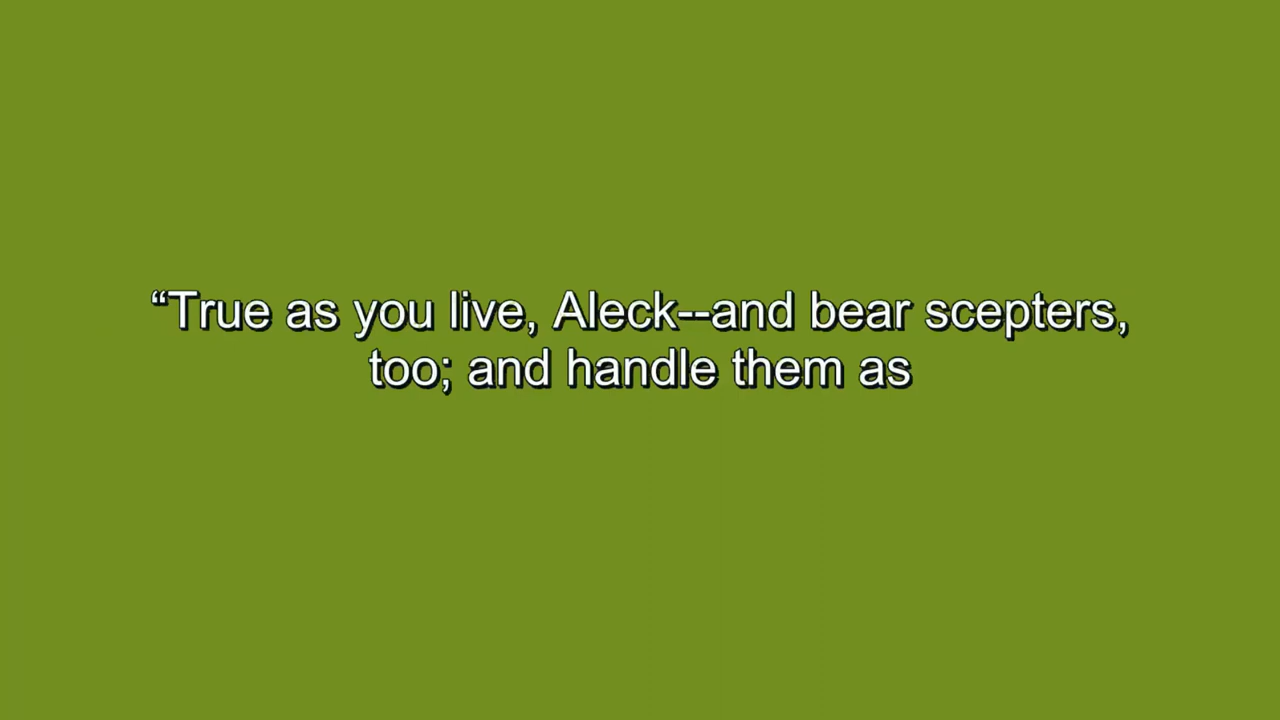 “True as you live, Aleck--and bear scepters,
too; and handle them as